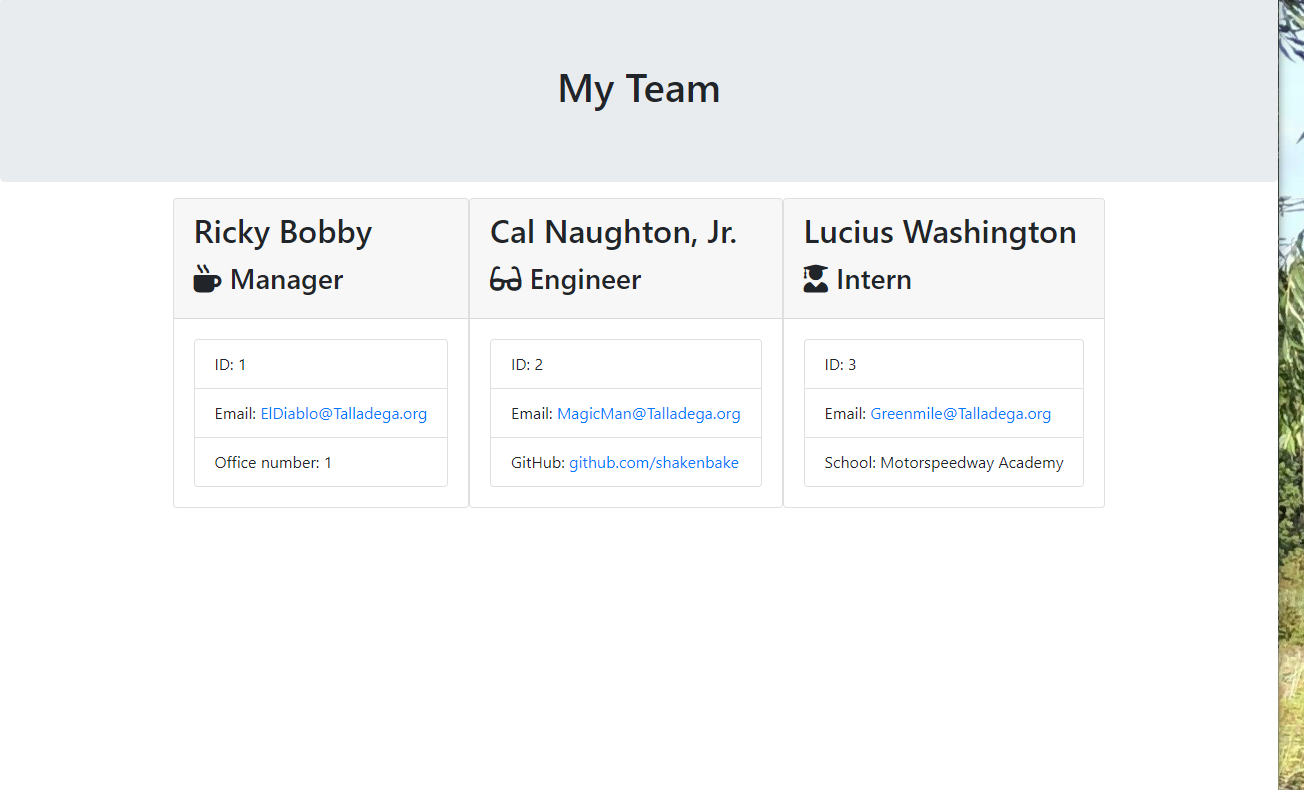 My Team
Ricky Bobby
Manager
ID: 1
Email: ElDiablo@Talladega.org
Office number: 1
Cal Naughton, Jr.
Engineer
ID: 2
Email: MagicMan@Talladega.org
GitHub: github.com/shakenbake
Lucius Washington
Intern
ID: 3
Email: Greenmile@Talladega.org
School: Motorspeedway Academy